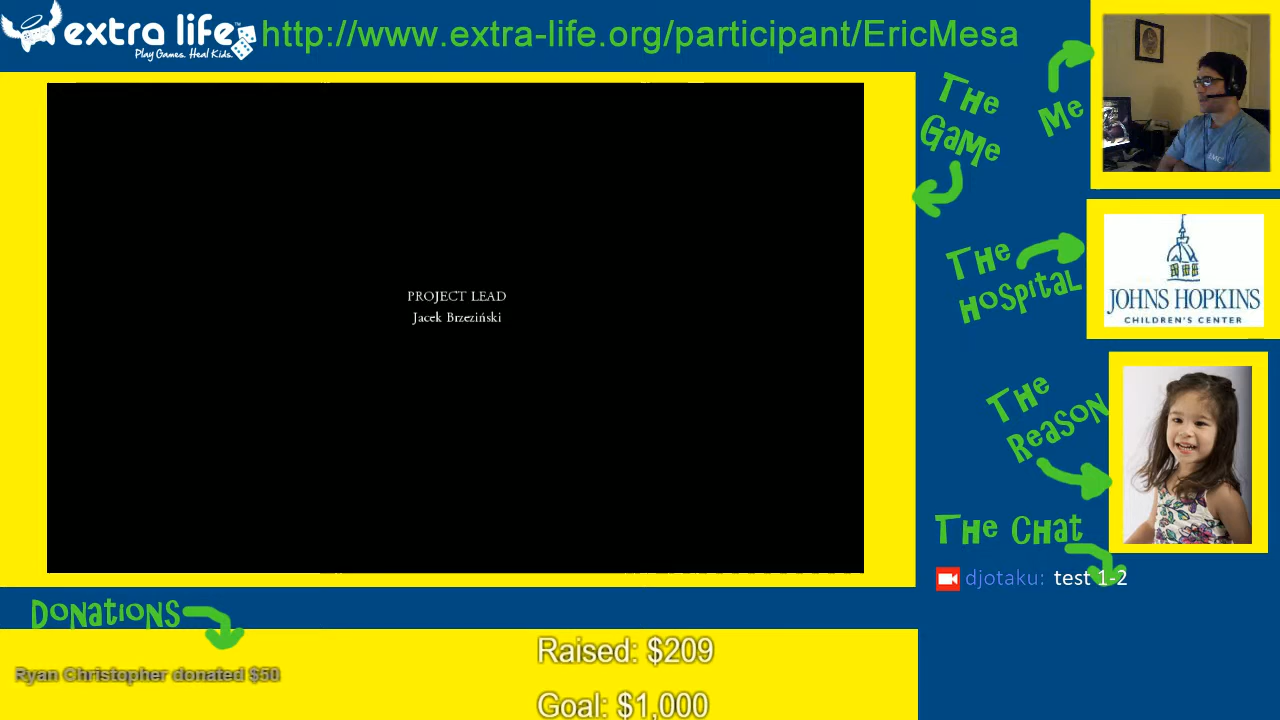 extra life
Play Games. Heal Kids.
http://www.extra-life.org/participant/EricMesa
The Game
Me
PROJECT LEAD
Jacek Brzeziński
The Hospital
JOHNS HOPKINS
CHILDREN'S CENTER
The Reason
The Chat
djotaku: test 1-2
Donations
Ryan Christopher donated $50
Raised: $209
Goal: $1,000